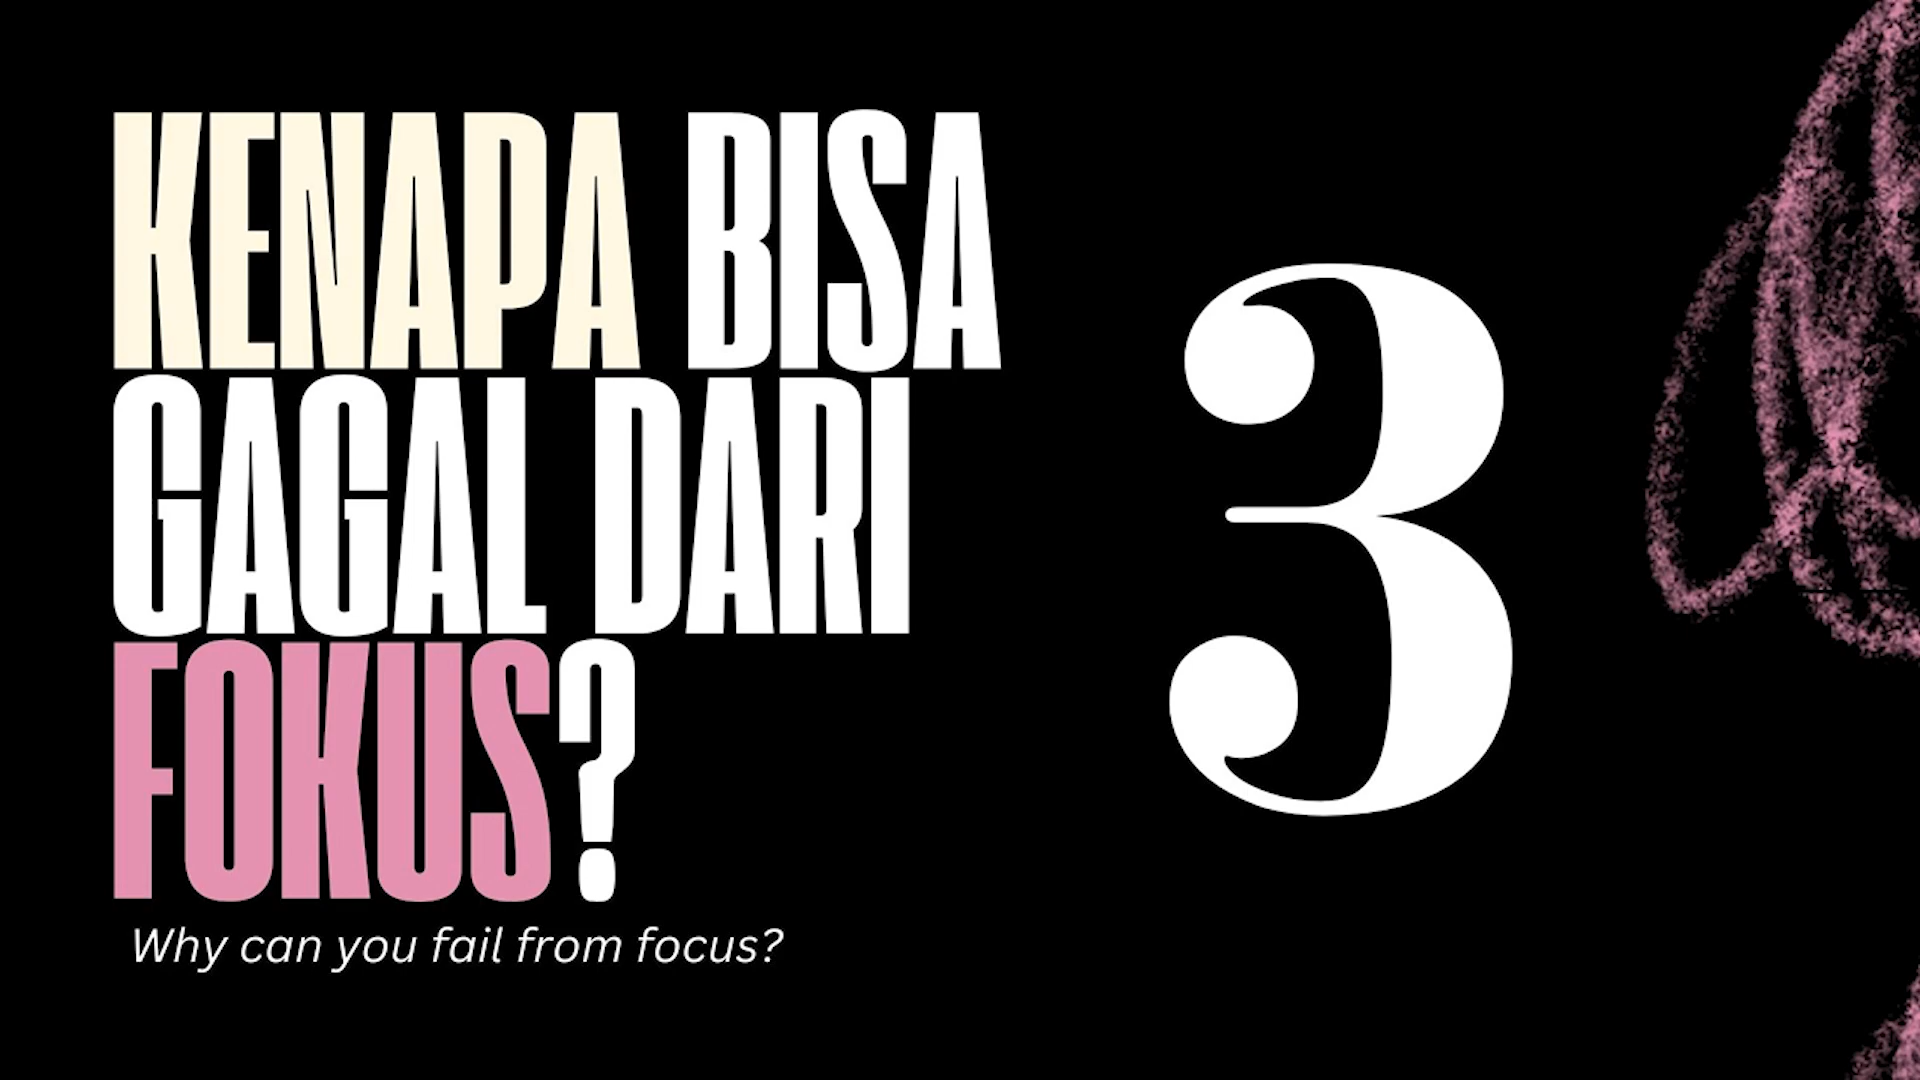 KENAPA BISA
GAGAL DARI
FOKUS?
Why can you fail from focus?
3